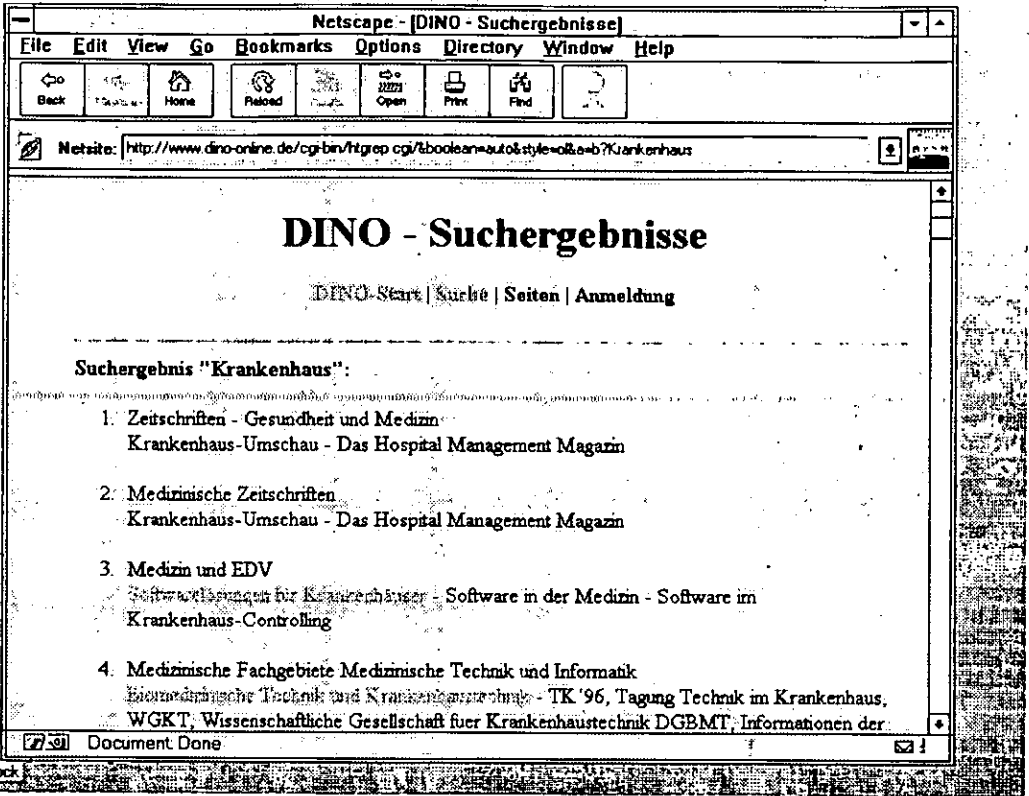 Netscape - [DINO - Suchergebnisse]
File Edit View Go Bookmarks Options Directory Window Help
Back Home Reload Open Print Find
Netsite: http://www.dino-online.de/cgi-bin/htgrep.cgi/&boolean=auto&style=ol&a=b?Krankenhaus
DINO - Suchergebnisse
DINO-Start | Suche | Seiten | Anmeldung
Suchergebnis "Krankenhaus":
1. Zeitschriften - Gesundheit und Medizin
Krankenhaus-Umschau - Das Hospital Management Magazin
2. Medizinische Zeitschriften
Krankenhaus-Umschau - Das Hospital Management Magazin
3. Medizin und EDV
Softwarelösungen für Krankenhäuser - Software in der Medizin - Software im
Krankenhaus-Controlling
4. Medizinische Fachgebiete Medizinische Technik und Informatik
Biomedizinische Technik und Krankenhaustechnik - TK '96, Tagung Technik im Krankenhaus,
WGKT, Wissenschaftliche Gesellschaft fuer Krankenhaustechnik DGBMT, Informationen der
Document: Done